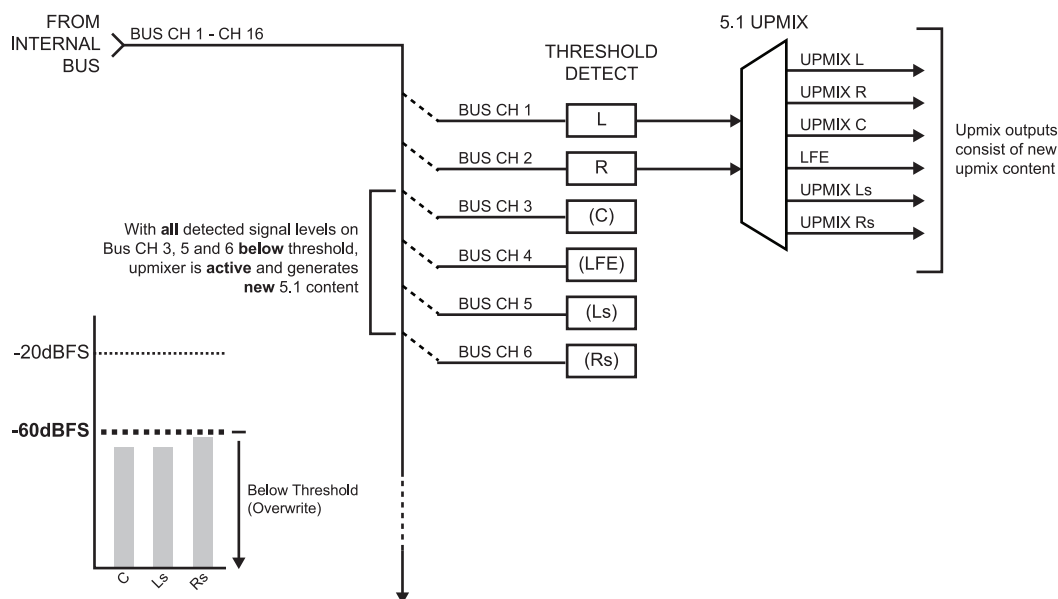 FROM
INTERNAL
BUS
BUS CH 1 - CH 16
THRESHOLD
DETECT
5.1 UPMIX
BUS CH 1
L
BUS CH 2
R
BUS CH 3
(C)
BUS CH 4
(LFE)
BUS CH 5
(Ls)
BUS CH 6
(Rs)
UPMIX L
UPMIX R
UPMIX C
LFE
UPMIX Ls
UPMIX Rs
Upmix outputs
consist of new
upmix content
With all detected signal levels on
Bus CH 3, 5 and 6 below threshold,
upmixer is active and generates
new 5.1 content
-20dBFS
-60dBFS
Below Threshold
(Overwrite)
C
Ls
Rs